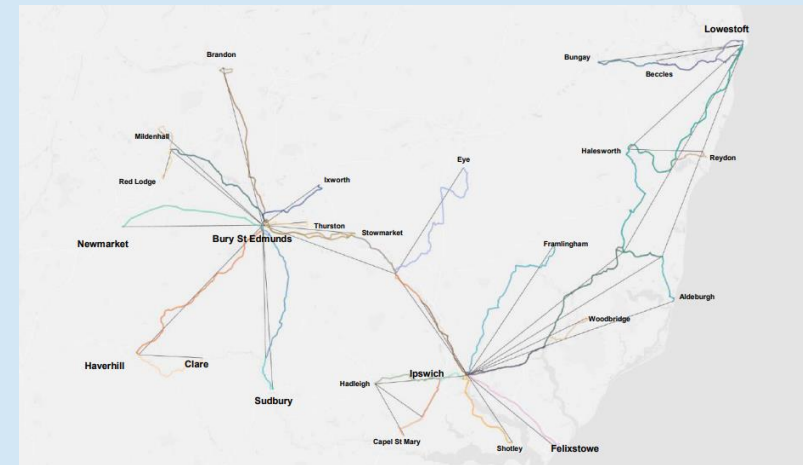 Lowestoft
Brandon
Bungay
Beccles
Mildenhall
Halesworth
Reydon
Eye
Red Lodge
Ixworth
Thurston
Stowmarket
Newmarket
Bury St Edmunds
Framlingham
Aldeburgh
Woodbridge
Haverhill
Clare
Ipswich
Hadleigh
Sudbury
Capel St Mary
Shotley
Felixstowe